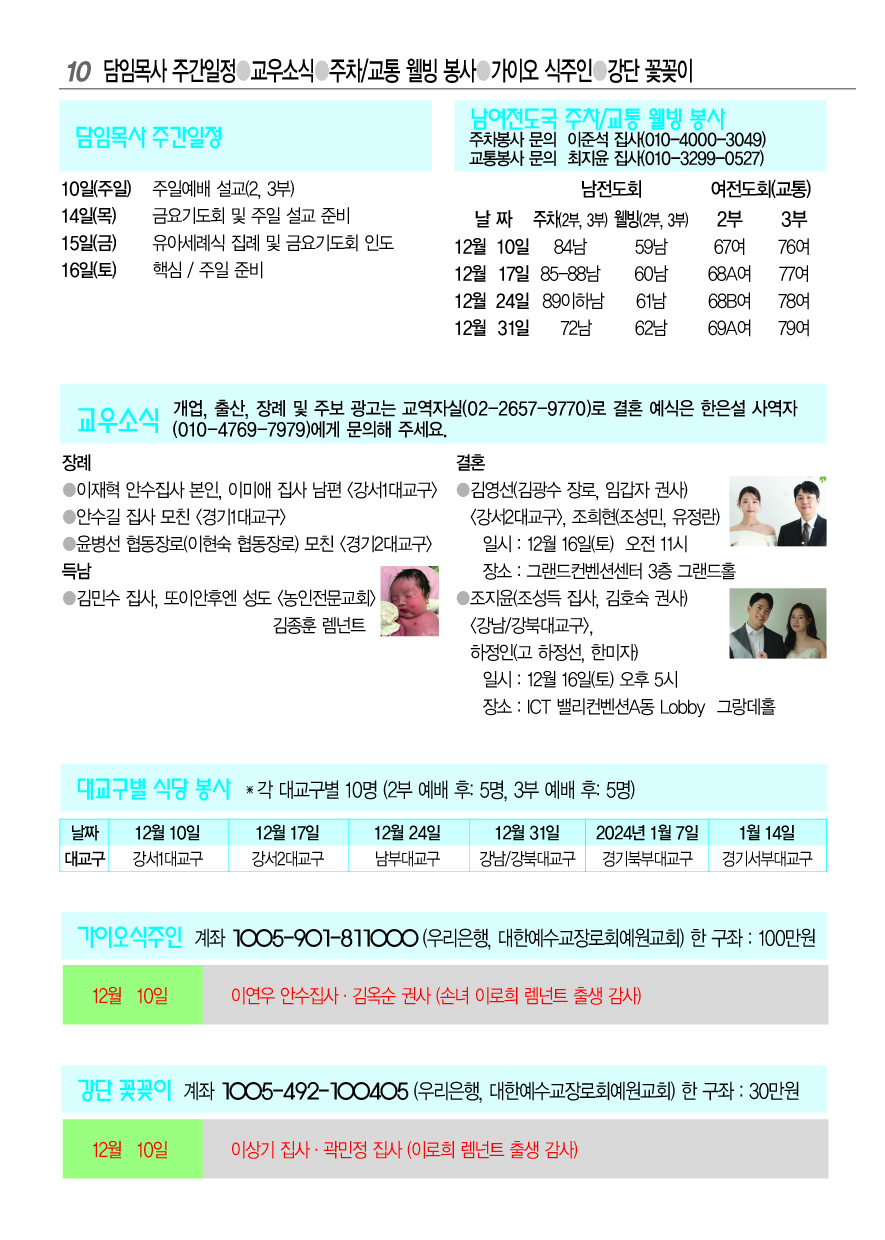 10 담임목사 주간일정●교우소식●주차/교통 웰빙 봉사●가이오 식주인●강단 꽃꽂이
담임목사 주간일정
10일(주일) 주일예배 설교(2, 3부)
14일(목) 금요기도회 및 주일 설교 준비
15일(금) 유아세례식 집례 및 금요기도회 인도
16일(토) 핵심 / 주일 준비
남여전도국 주차/교통 웰빙 봉사
주차봉사 문의 이준석 집사(010-4000-3049)
교통봉사 문의 최지윤 집사(010-3299-0527)
남전도회 여전도회(교통)
날 짜 주차(2부, 3부) 웰빙(2부, 3부) 2부 3부
12월 10일 84남 59남 67여 76여
12월 17일 85-88남 60남 68A여 77여
12월 24일 89이하남 61남 68B여 78여
12월 31일 72남 62남 69A여 79여
교우소식 개업, 출산, 장례 및 주보 광고는 교역자실(02-2657-9770)로 결혼 예식은 한은설 사역자
(010-4769-7979)에게 문의해 주세요.
장례
●이재혁 안수집사 본인, 이미애 집사 남편 <강서1대교구>
●안수길 집사 모친 <경기1대교구>
●윤병선 협동장로(이현숙 협동장로) 모친 <경기2대교구>
득남
●김민수 집사, 또이안후엔 성도 <농인전문교회>
김종훈 렘넌트
결혼
●김영선(김광수 장로, 임갑자 권사)
<강서2대교구>, 조희현(조성민, 유정란)
일시 : 12월 16일(토) 오전 11시
장소 : 그랜드컨벤션센터 3층 그랜드홀
●조지윤(조성득 집사, 김호숙 권사)
<강남/강북대교구>,
하정인(고 하정선, 한미자)
일시 : 12월 16일(토) 오후 5시
장소 : ICT 밸리컨벤션A동 Lobby 그랑데홀
대교구별 식당 봉사 *각 대교구별 10명 (2부 예배 후: 5명, 3부 예배 후: 5명)
날짜 12월 10일 12월 17일 12월 24일 12월 31일 2024년 1월 7일 1월 14일
대교구 강서1대교구 강서2대교구 남부대교구 강남/강북대교구 경기북부대교구 경기서부대교구
가이오식주인 계좌 1005-901-811000 (우리은행, 대한예수교장로회예원교회) 한 구좌 : 100만원
12월 10일 이연우 안수집사 · 김옥순 권사 (손녀 이로희 렘넌트 출생 감사)
강단 꽃꽂이 계좌 1005-492-100405 (우리은행, 대한예수교장로회예원교회) 한 구좌 : 30만원
12월 10일 이상기 집사 · 곽민정 집사 (이로희 렘넌트 출생 감사)